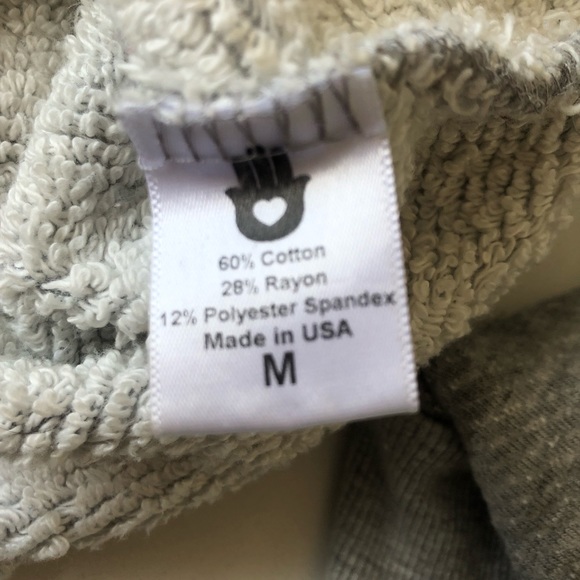 60% Cotton
28% Rayon
12% Polyester Spandex
Made in USA
M